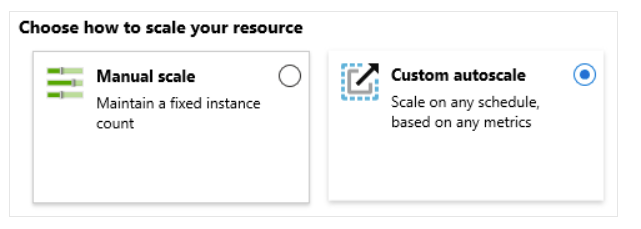 Choose how to scale your resource
Manual scale
Maintain a fixed instance
count
Custom autoscale
Scale on any schedule,
based on any metrics